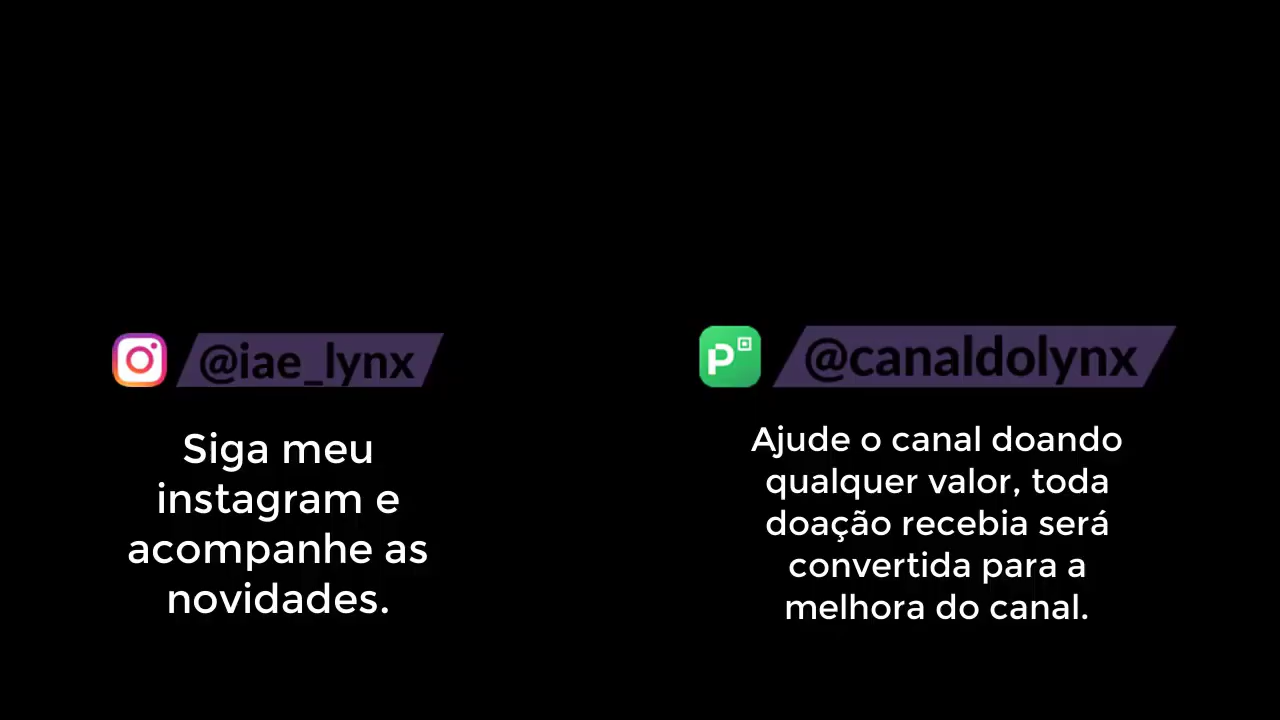 @iae_lynx
Siga meu
instagram e
acompanhe as
novidades.
@canaldolynx
Ajude o canal doando
qualquer valor, toda
doação recebia será
convertida para a
melhora do canal.